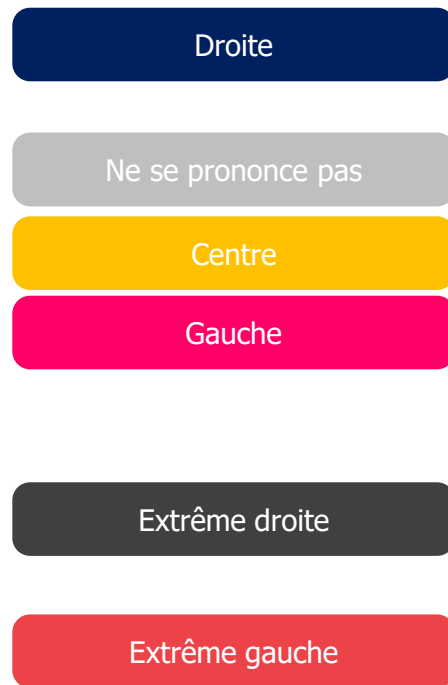 Droite
Ne se prononce pas
Centre
Gauche
Extrême droite
Extrême gauche